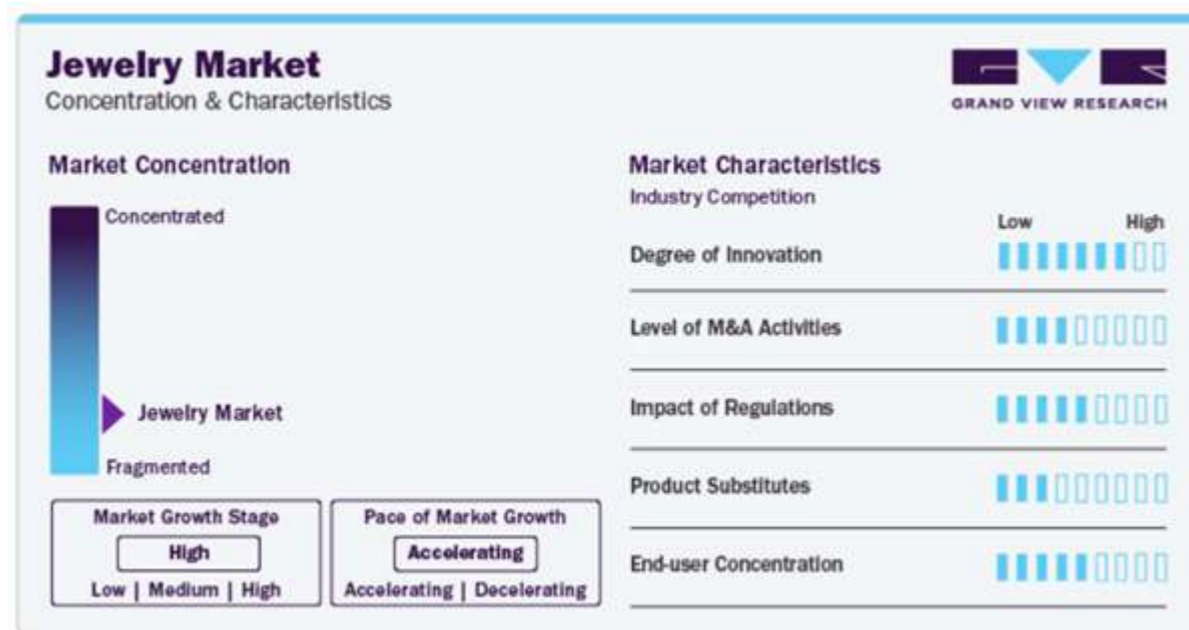 Jewelry Market
Concentration & Characteristics
GRAND VIEW RESEARCH
Market Concentration
Concentrated
Jewelry Market
Fragmented
Market Growth Stage
High
Low | Medium | High
Pace of Market Growth
Accelerating
Accelerating | Decelerating
Market Characteristics
Industry Competition
Low High
Degree of Innovation
Level of M&A Activities
Impact of Regulations
Product Substitutes
End-user Concentration